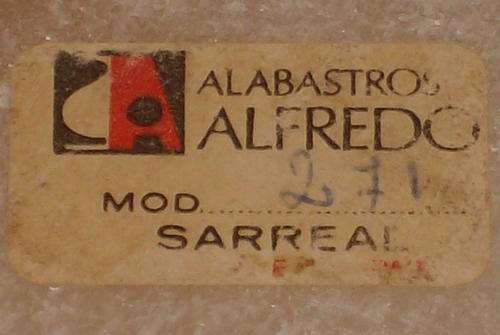 ALABASTROS
ALFREDO
MOD. 271
SARREAL